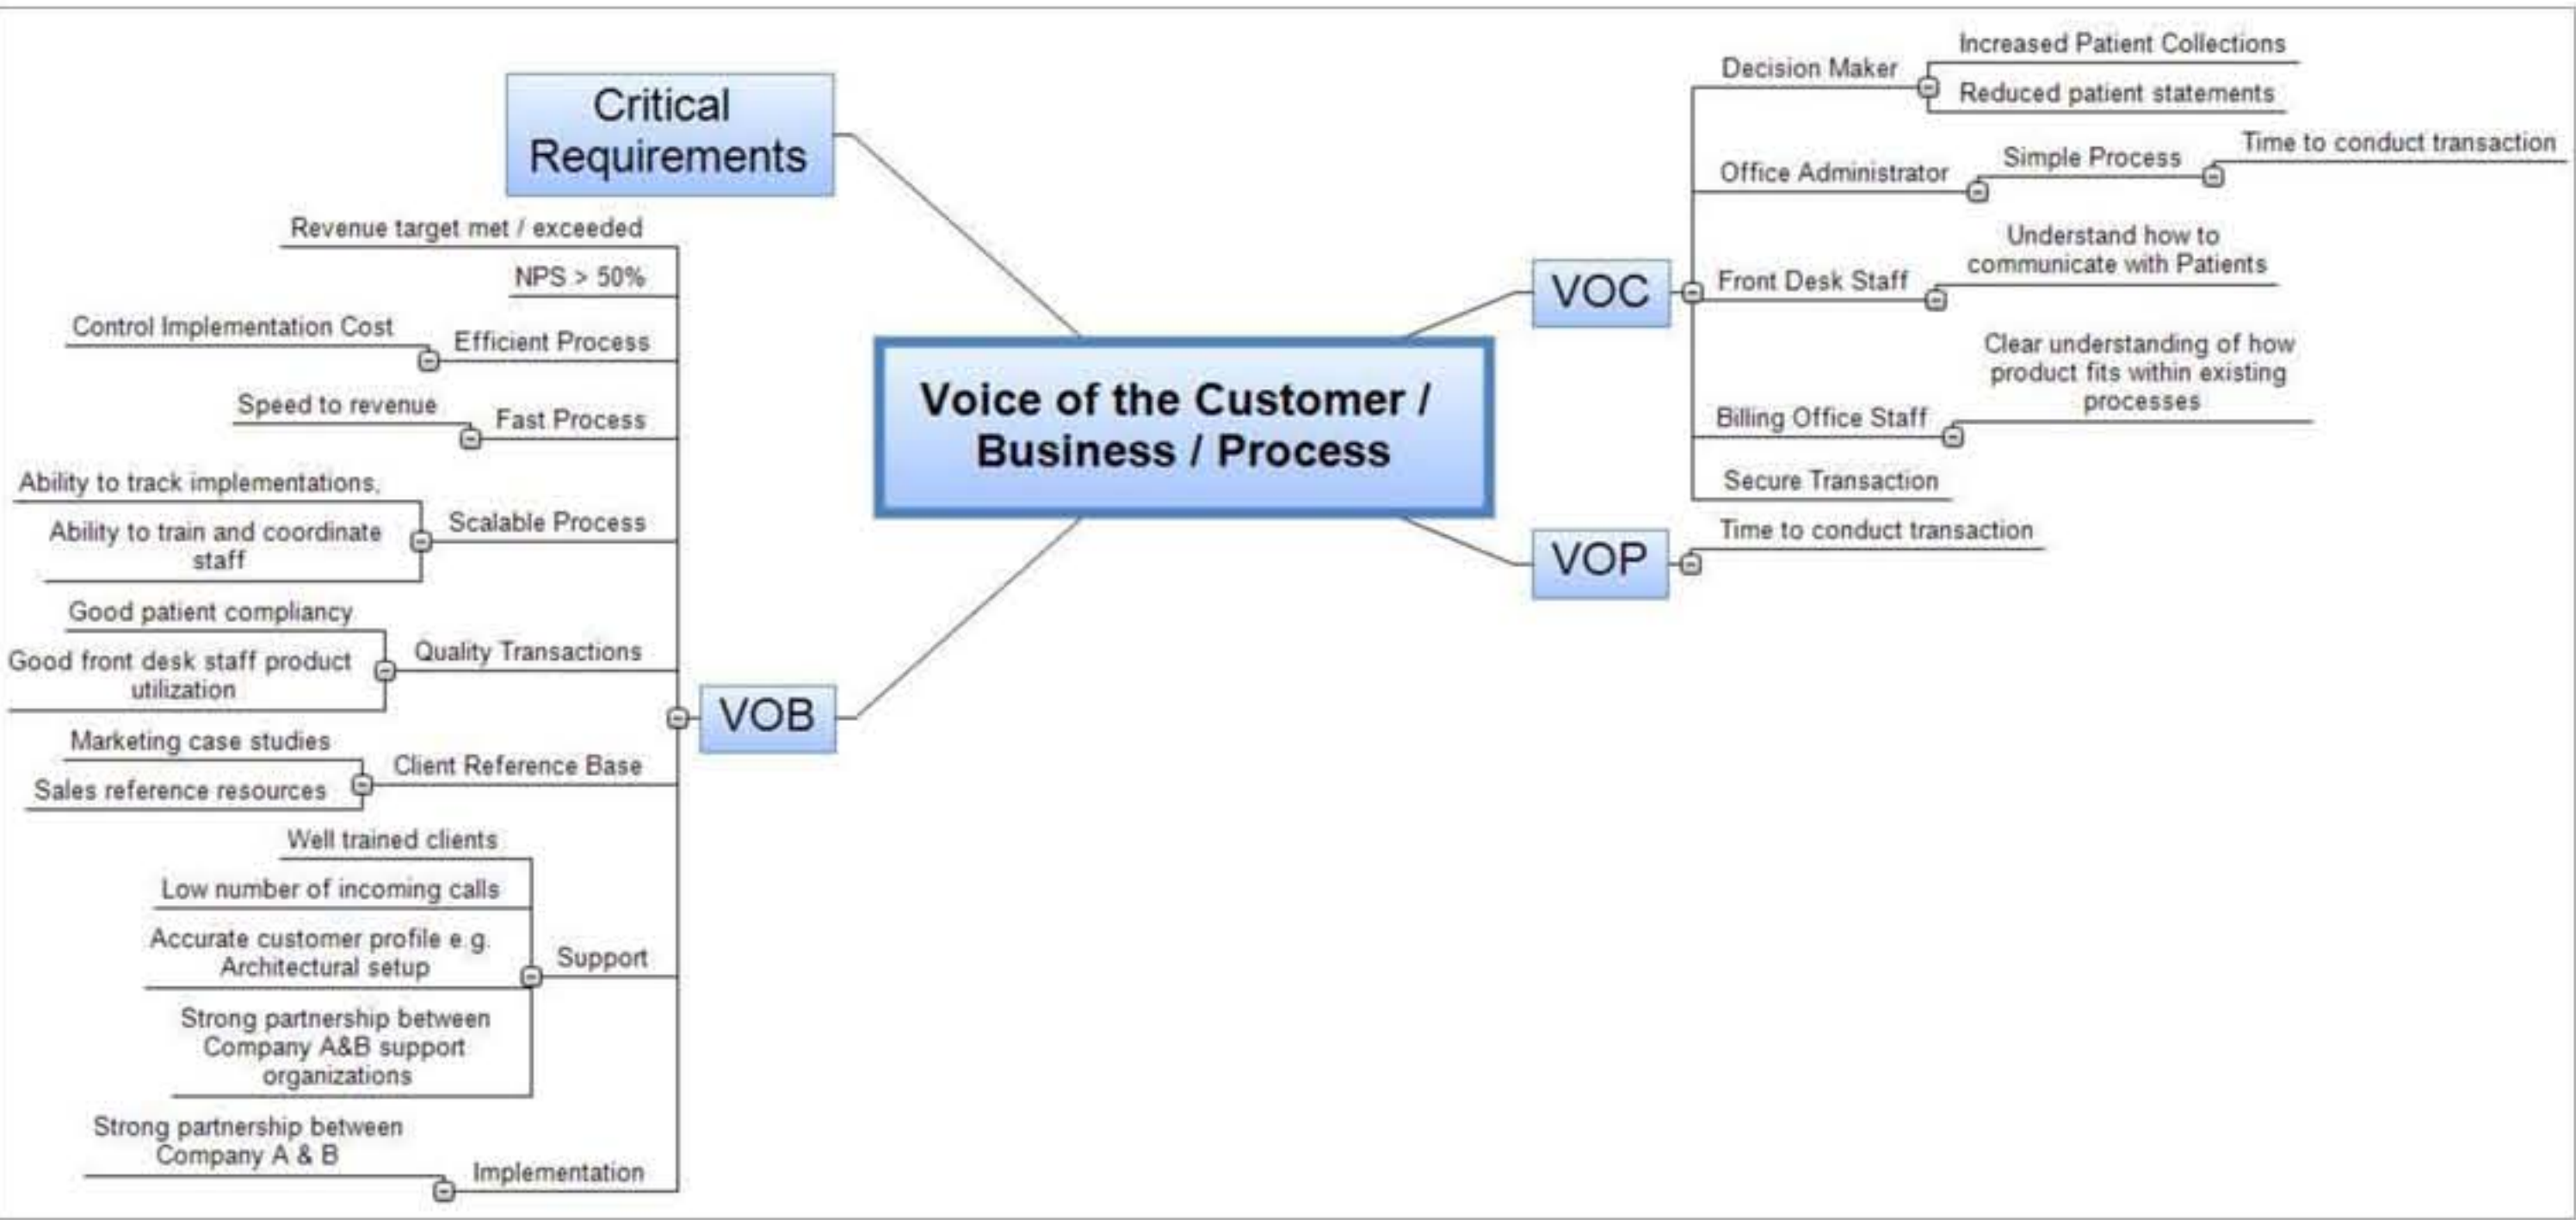 Critical
Requirements
Revenue target met / exceeded
NPS > 50%
Control Implementation Cost
Efficient Process
Speed to revenue
Fast Process
Ability to track implementations,
Ability to train and coordinate
staff
Scalable Process
Good patient compliancy
Good front desk staff product
utilization
Quality Transactions
Marketing case studies
Sales reference resources
Client Reference Base
Well trained clients
Low number of incoming calls
Accurate customer profile e.g.
Architectural setup
Strong partnership between
Company A&B support
organizations
Support
Strong partnership between
Company A & B
Implementation
VOB
Voice of the Customer /
Business / Process
VOC
Decision Maker
Increased Patient Collections
Reduced patient statements
Office Administrator
Simple Process
Time to conduct transaction
Front Desk Staff
Understand how to
communicate with Patients
Billing Office Staff
Clear understanding of how
product fits within existing
processes
Secure Transaction
VOP
Time to conduct transaction